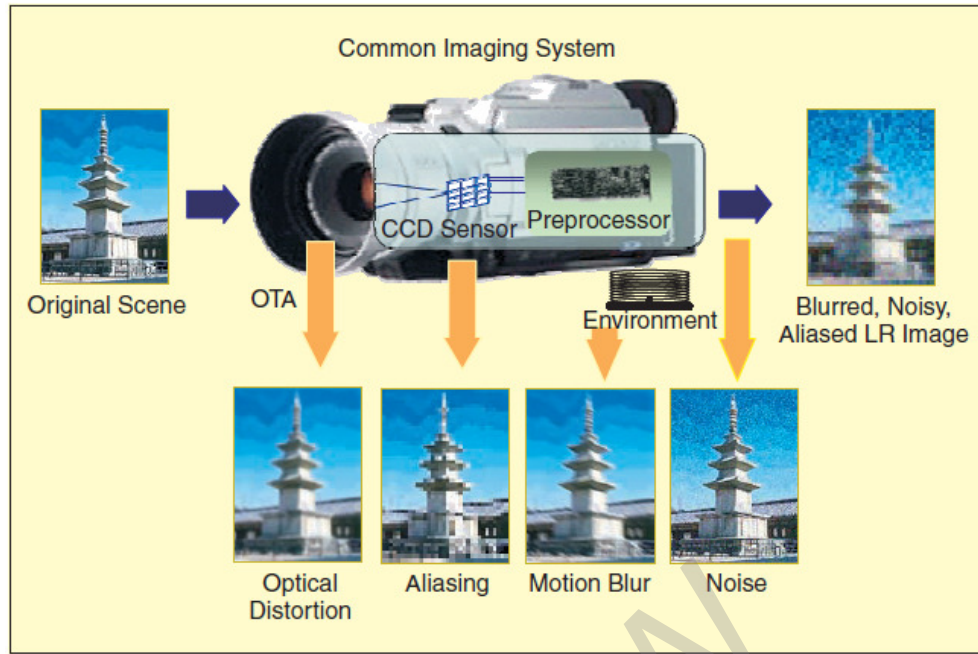 Common Imaging System
CCD Sensor
Preprocessor
Original Scene
OTA
Environment
Blurred, Noisy,
Aliased LR Image
Optical
Distortion
Aliasing
Motion Blur
Noise